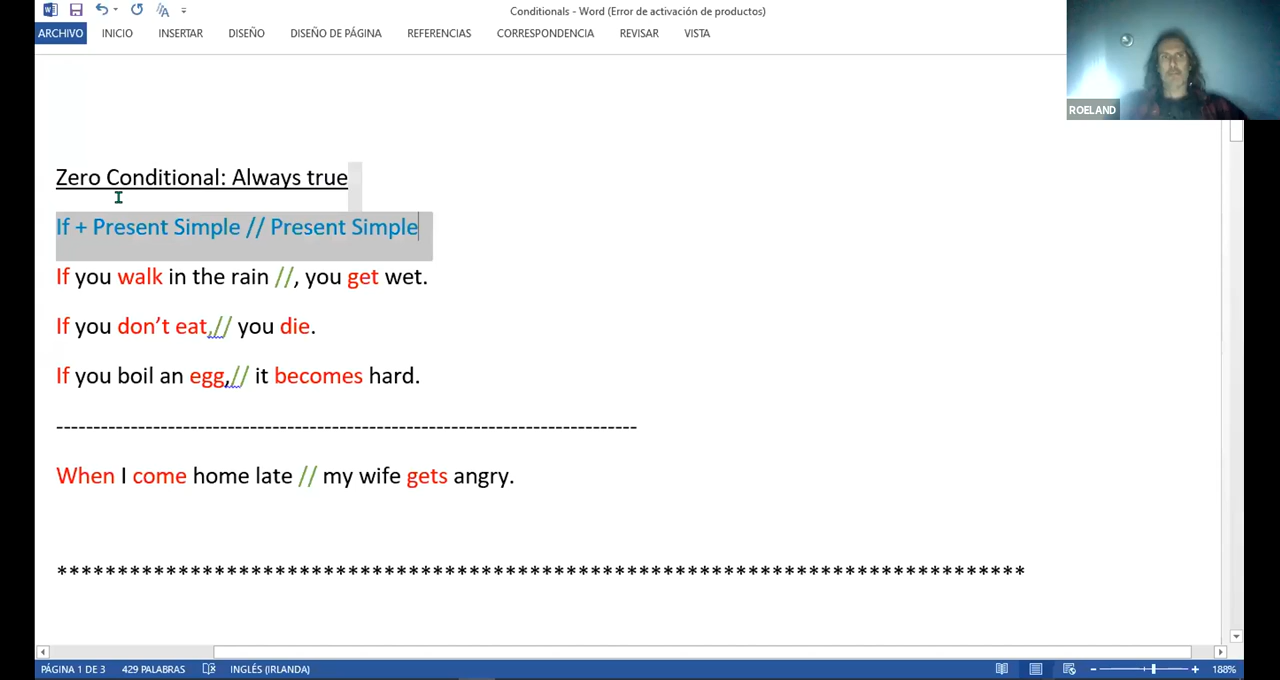 Conditionals - Word (Error de activación de productos)
ARCHIVO INICIO INSERTAR DISEÑO DISEÑO DE PÁGINA REFERENCIAS CORRESPONDENCIA REVISAR VISTA
ROELAND
Zero Conditional: Always true
If + Present Simple // Present Simple
If you walk in the rain //, you get wet.
If you don’t eat,// you die.
If you boil an egg,// it becomes hard.
------------------------------------------------------------------------------
When I come home late // my wife gets angry.
********************************************************************************
PÁGINA 1 DE 3 429 PALABRAS INGLÉS (IRLANDA) 188%